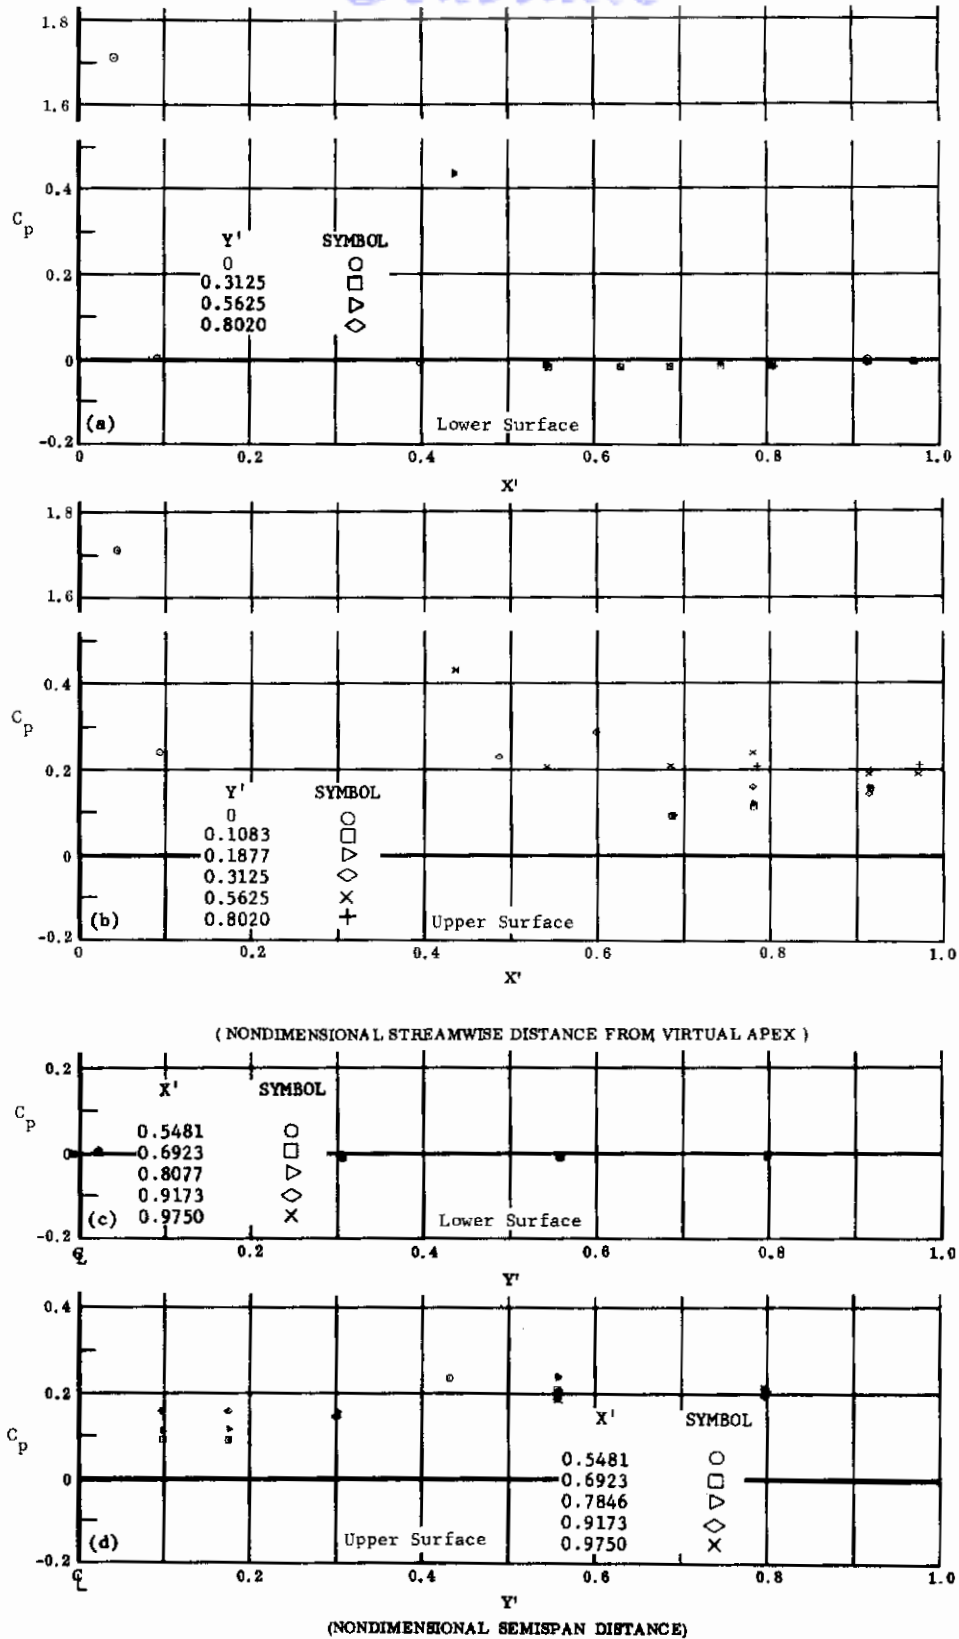 1.8
1.6
0.4
C_p
Y' SYMBOL
0 ○
0.2
0.3125 □
0.5625 ▷
0.8020 ◇
0
(a)
Lower Surface
-0.2
0 0.2 0.4 0.6 0.8 1.0
X'
1.8
1.6
0.4
C_p
0.2
Y' SYMBOL
0 ○
0.1083 □
0 0.1877 ▷
0.3125 ◇
0.5625 ×
(b) 0.8020 +
Upper Surface
-0.2
0 0.2 0.4 0.6 0.8 1.0
X'
( NONDIMENSIONAL STREAMWISE DISTANCE FROM VIRTUAL APEX )
0.2
X' SYMBOL
C_p
0.5481 ○
0 0.6923 □
0.8077 ▷
0.9173 ◇
(c) 0.9750 ×
Lower Surface
-0.2
℄ 0.2 0.4 0.6 0.8 1.0
Y'
0.4
0.2
X' SYMBOL
C_p
0.5481 ○
0 0.6923 □
0.7846 ▷
0.9173 ◇
(d) Upper Surface 0.9750 ×
-0.2
℄ 0.2 0.4 0.6 0.8 1.0
Y'
(NONDIMENSIONAL SEMISPAN DISTANCE)